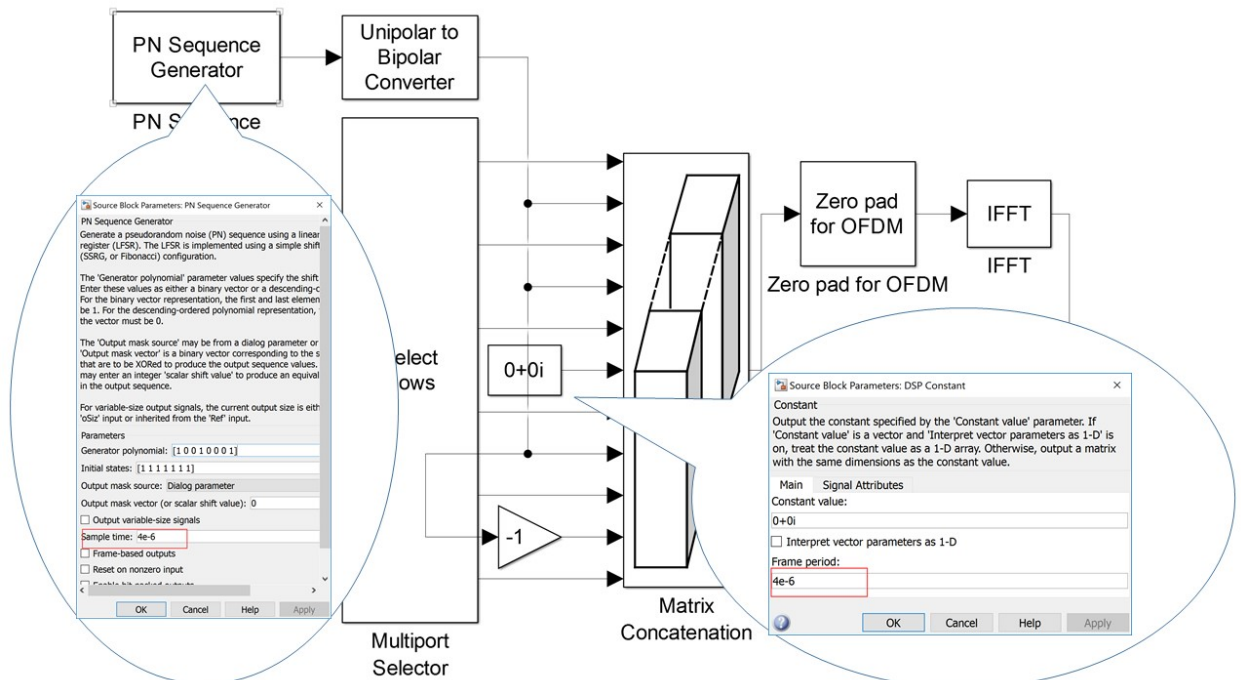 PN Sequence
Generator
Unipolar to
Bipolar
Converter
PN S nce
Source Block Parameters: PN Sequence Generator
PN Sequence Generator
Generate a pseudorandom noise (PN) sequence using a linear
register (LFSR). The LFSR is implemented using a simple shift
(SSRG, or Fibonacci) configuration.
The 'Generator polynomial' parameter values specify the shift
Enter these values as either a binary vector or a descending-o
For the binary vector representation, the first and last elemen
be 1. For the descending-ordered polynomial representation,
the vector must be 0.
The 'Output mask source' may be from a dialog parameter or
'Output mask vector' is a binary vector corresponding to the s
that are to be XORed to produce the output sequence values.
may enter an integer 'scalar shift value' to produce an equival
in the output sequence.
For variable-size output signals, the current output size is eith
'oSiz' input or inherited from the 'Ref' input.
Parameters
Generator polynomial: [1 0 0 1 0 0 0 1]
Initial states: [1 1 1 1 1 1 1]
Output mask source: Dialog parameter
Output mask vector (or scalar shift value): 0
Output variable-size signals
Sample time: 4e-6
Frame-based outputs
Reset on nonzero input
Enable bit packed outputs
OK Cancel Help Apply
elect
ows
Multiport
Selector
0+0i
-1
Matrix
Concatenation
Zero pad
for OFDM
Zero pad for OFDM
IFFT
IFFT
Source Block Parameters: DSP Constant
Constant
Output the constant specified by the 'Constant value' parameter. If
'Constant value' is a vector and 'Interpret vector parameters as 1-D' is
on, treat the constant value as a 1-D array. Otherwise, output a matrix
with the same dimensions as the constant value.
Main Signal Attributes
Constant value:
0+0i
Interpret vector parameters as 1-D
Frame period:
4e-6
OK Cancel Help Apply